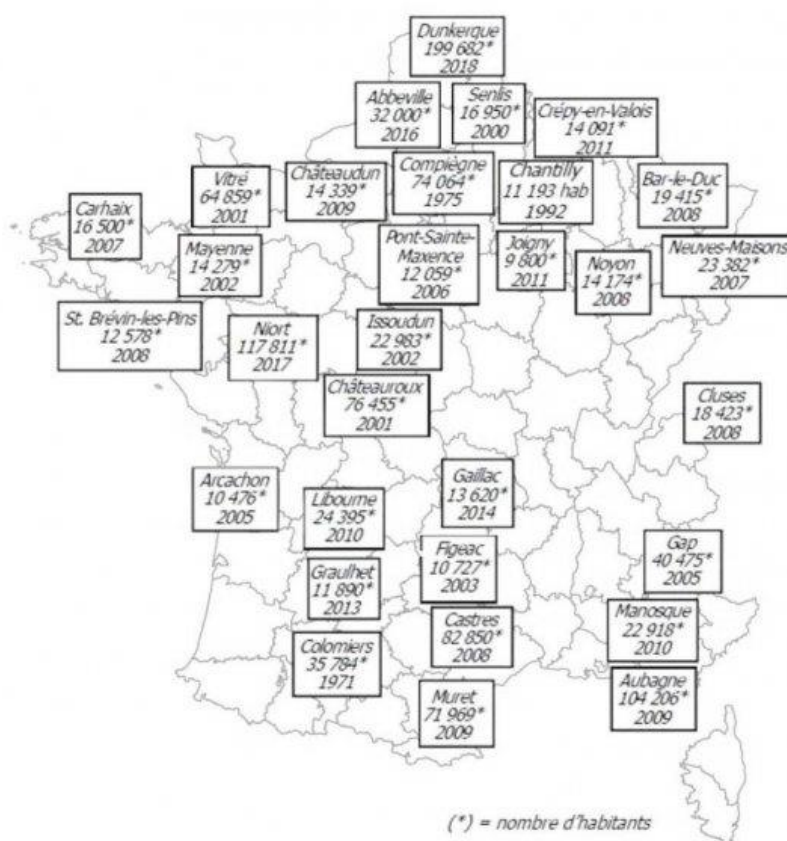 Dunkerque
199 682*
2018
Abbeville
32 000*
2016
Senlis
16 950*
2000
Crépy-en-Valois
14 091*
2011
Vitré
64 859*
2001
Châteaudun
14 339*
2009
Compiègne
74 064*
1975
Chantilly
11 193 hab
1992
Bar-le-Duc
19 415*
2008
Carhaix
16 500*
2007
Mayenne
14 279*
2002
Pont-Sainte-
Maxence
12 059*
2006
Joigny
9 800*
2011
Noyon
14 174*
2008
Neuves-Maisons
23 382*
2007
St. Brévin-les-Pins
12 578*
2008
Niort
117 811*
2017
Issoudun
22 983*
2002
Châteauroux
76 455*
2001
Cluses
18 423*
2008
Arcachon
10 476*
2005
Libourne
24 395*
2010
Gaillac
13 620*
2014
Figeac
10 727*
2003
Gap
40 475*
2005
Graulhet
11 890*
2013
Manosque
22 918*
2010
Castres
82 850*
2008
Colomiers
35 784*
1971
Aubagne
104 206*
2009
Muret
71 969*
2009
(*) = nombre d'habitants